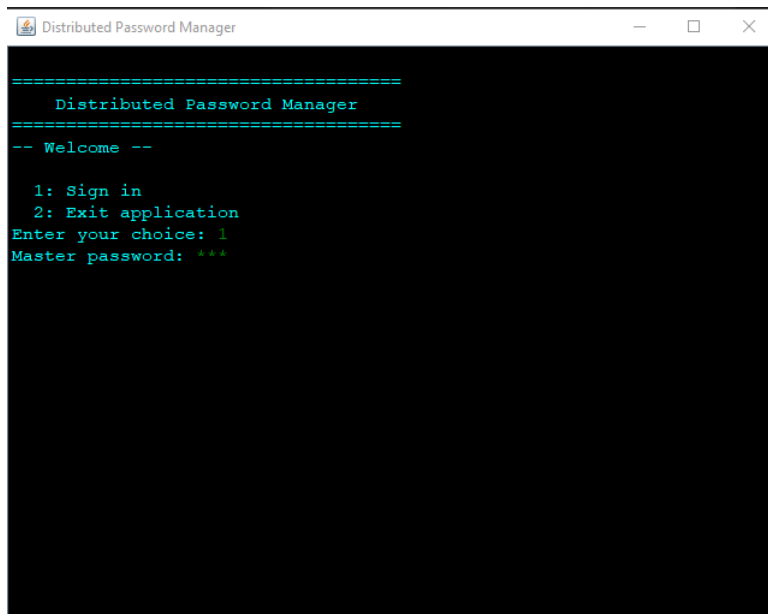 Distributed Password Manager
====================================
Distributed Password Manager
====================================
-- Welcome --
1: Sign in
2: Exit application
Enter your choice: 1
Master password: ***